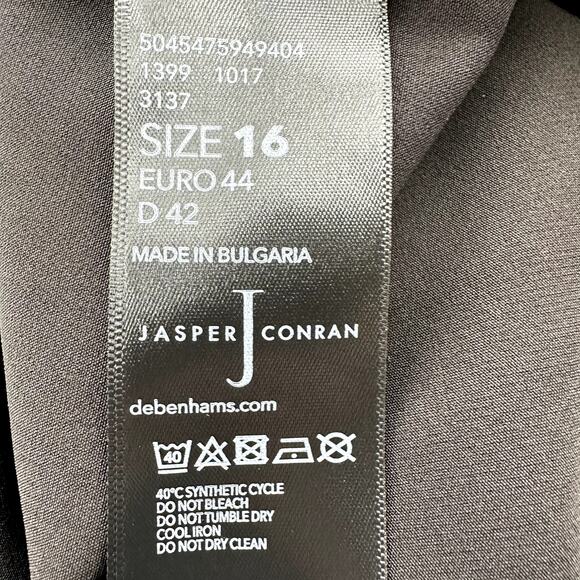 5045475949404
1399 1017
3137
SIZE 16
EURO 44
D 42
MADE IN BULGARIA
J
JASPER CONRAN
debenhams.com
40
40°C SYNTHETIC CYCLE
DO NOT BLEACH
DO NOT TUMBLE DRY
COOL IRON
DO NOT DRY CLEAN